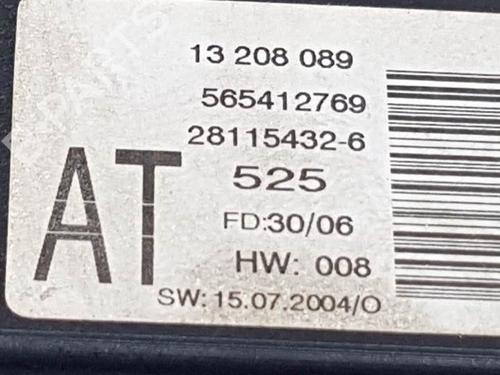 13 208 089
565412769
28115432-6
AT
525
FD:30/06
HW: 008
SW: 15.07.2004/O